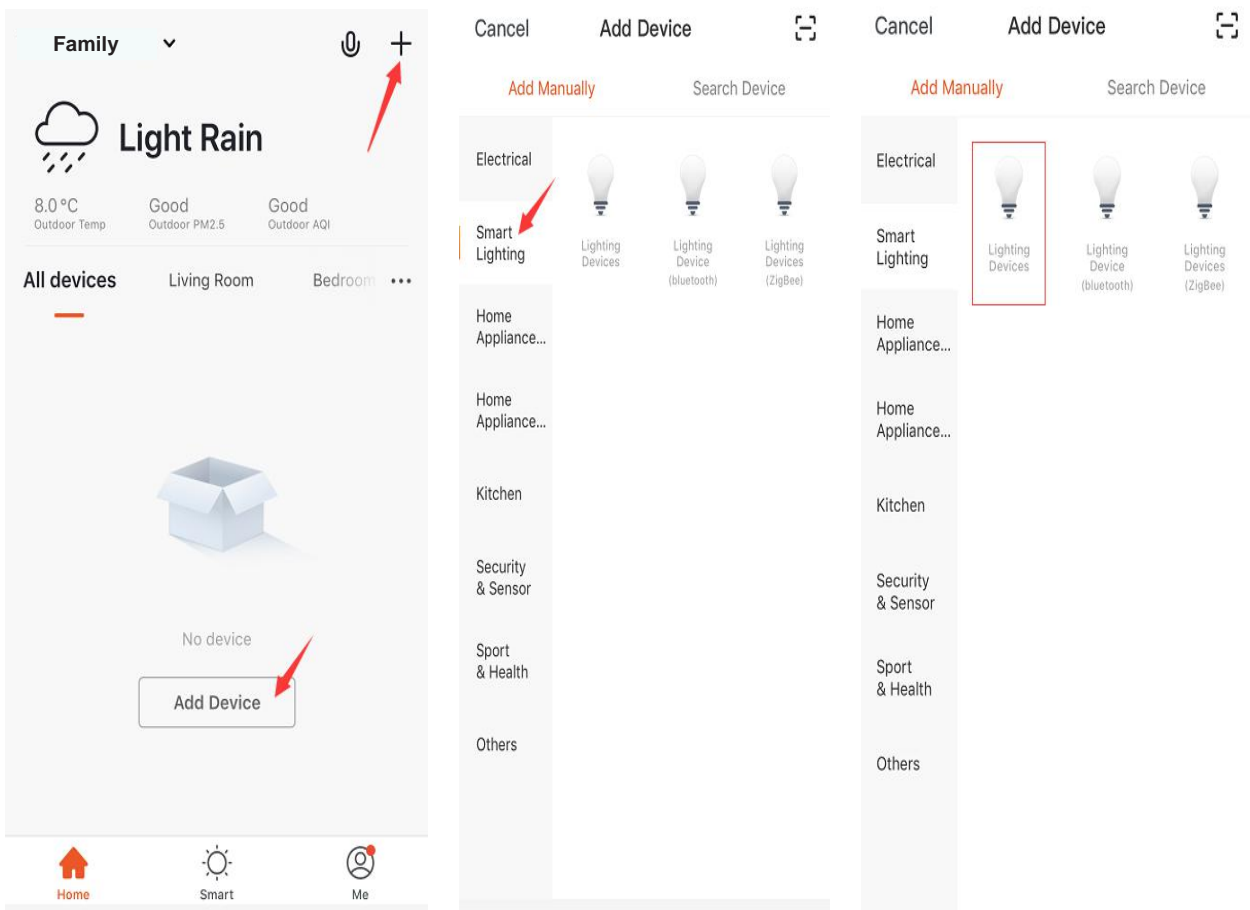 Family
Light Rain
8.0 °C Good Good
Outdoor Temp Outdoor PM2.5 Outdoor AQI
All devices Living Room Bedroom
No device
Add Device
Home Smart Me
Cancel Add Device
Add Manually Search Device
Electrical
Smart
Lighting
Home
Appliance...
Home
Appliance...
Kitchen
Security
& Sensor
Sport
& Health
Others
Lighting
Devices
Lighting
Device
(bluetooth)
Lighting
Devices
(ZigBee)
Cancel Add Device
Add Manually Search Device
Electrical
Smart
Lighting
Home
Appliance...
Home
Appliance...
Kitchen
Security
& Sensor
Sport
& Health
Others
Lighting
Devices
Lighting
Device
(bluetooth)
Lighting
Devices
(ZigBee)